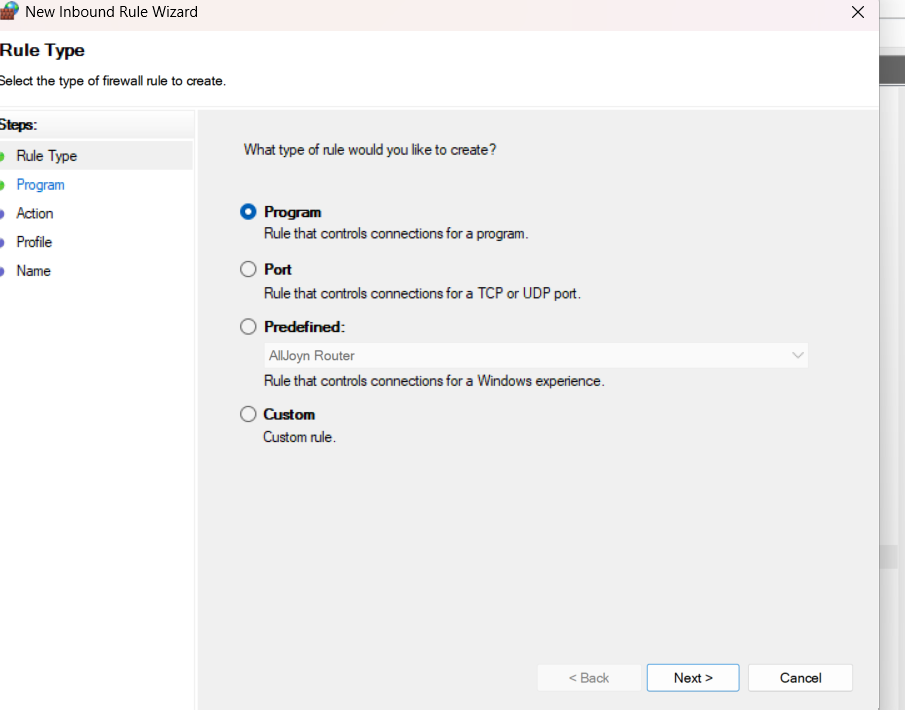 New Inbound Rule Wizard
Rule Type
Select the type of firewall rule to create.
Steps:
Rule Type
Program
Action
Profile
Name
What type of rule would you like to create?
Program
Rule that controls connections for a program.
Port
Rule that controls connections for a TCP or UDP port.
Predefined:
AllJoyn Router
Rule that controls connections for a Windows experience.
Custom
Custom rule.
< Back
Next >
Cancel